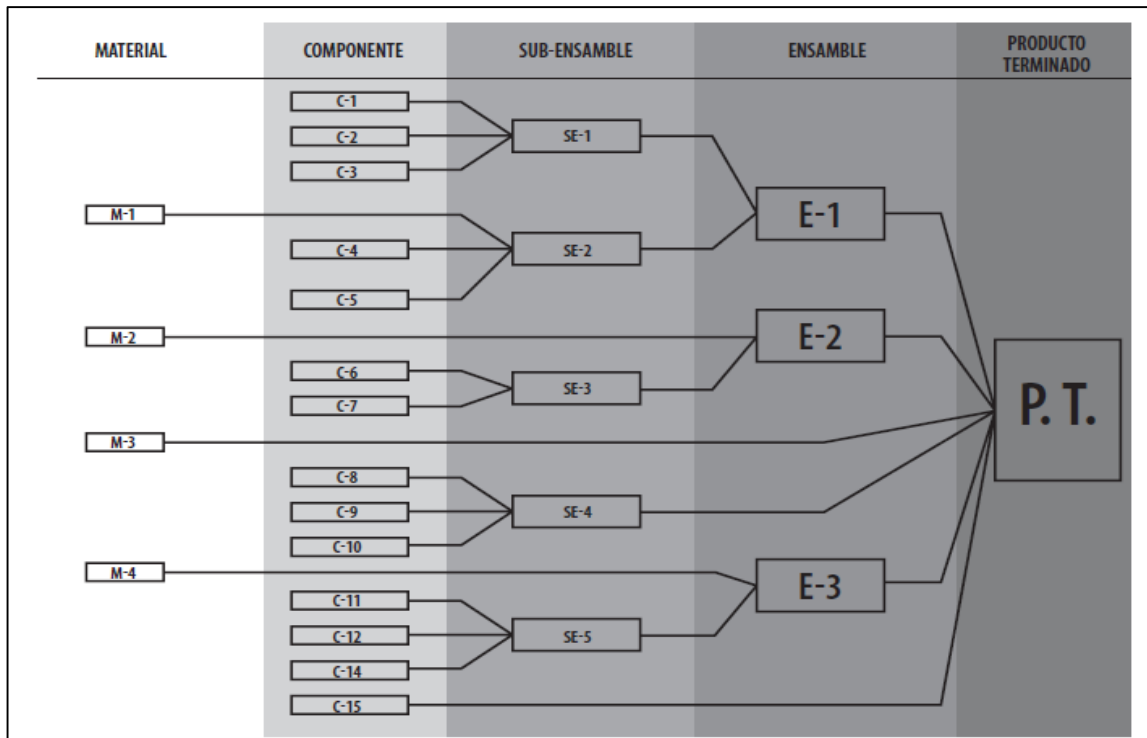 MATERIAL
COMPONENTE
SUB-ENSAMBLE
ENSAMBLE
PRODUCTO
TERMINADO
C-1
C-2
SE-1
C-3
M-1
E-1
C-4
SE-2
C-5
M-2
E-2
C-6
SE-3
C-7
P. T.
M-3
C-8
C-9
SE-4
C-10
M-4
E-3
C-11
C-12
SE-5
C-14
C-15